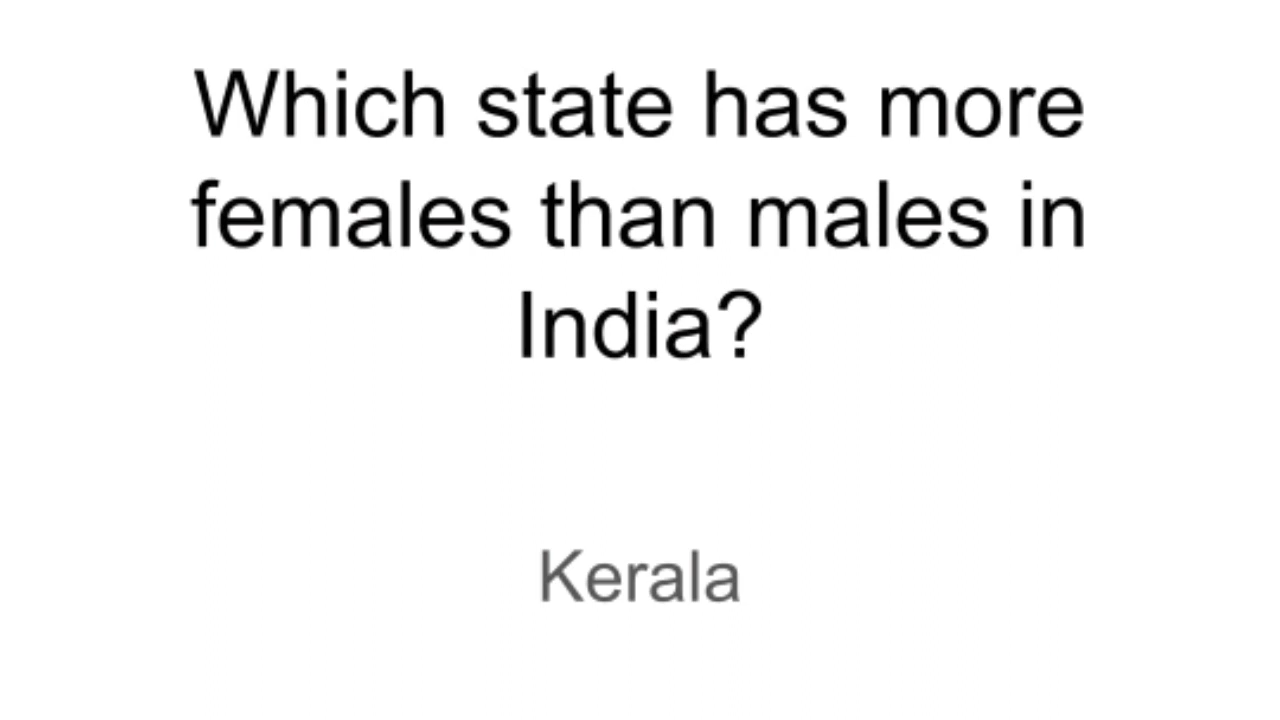 Which state has more
females than males in
India?
Kerala